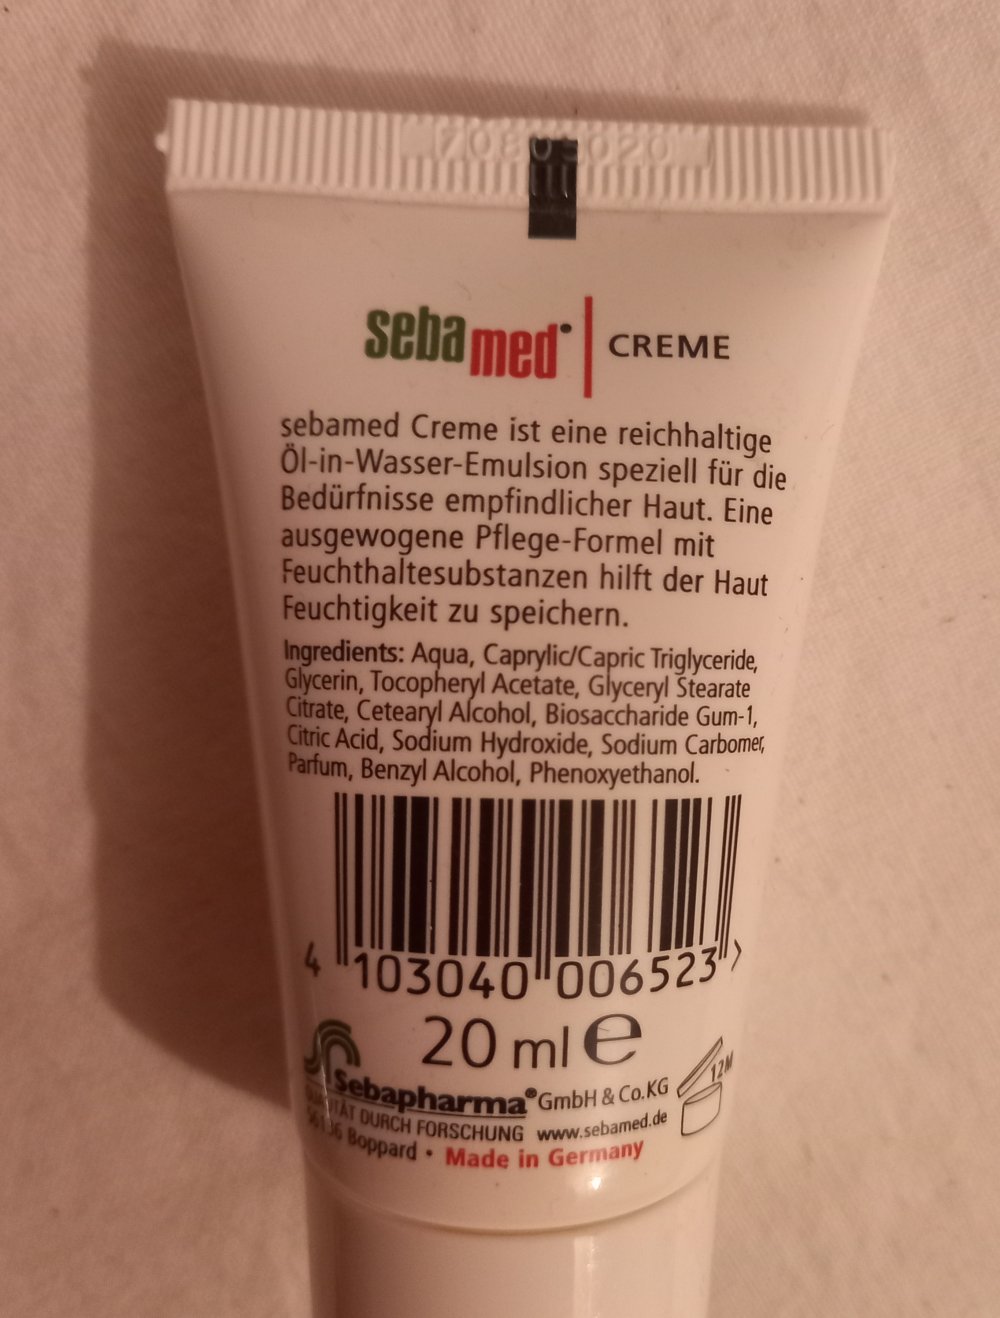 sebamed CREME
sebamed Creme ist eine reichhaltige
Öl-in-Wasser-Emulsion speziell für die
Bedürfnisse empfindlicher Haut. Eine
ausgewogene Pflege-Formel mit
Feuchthaltesubstanzen hilft der Haut
Feuchtigkeit zu speichern.
Ingredients: Aqua, Caprylic/Capric Triglyceride,
Glycerin, Tocopheryl Acetate, Glyceryl Stearate
Citrate, Cetearyl Alcohol, Biosaccharide Gum-1,
Citric Acid, Sodium Hydroxide, Sodium Carbomer,
Parfum, Benzyl Alcohol, Phenoxyethanol.
4 103040 006523 >
20 ml e
12M
Sebapharma® GmbH & Co.KG
DURCH FORSCHUNG www.sebamed.de
Boppard • Made in Germany